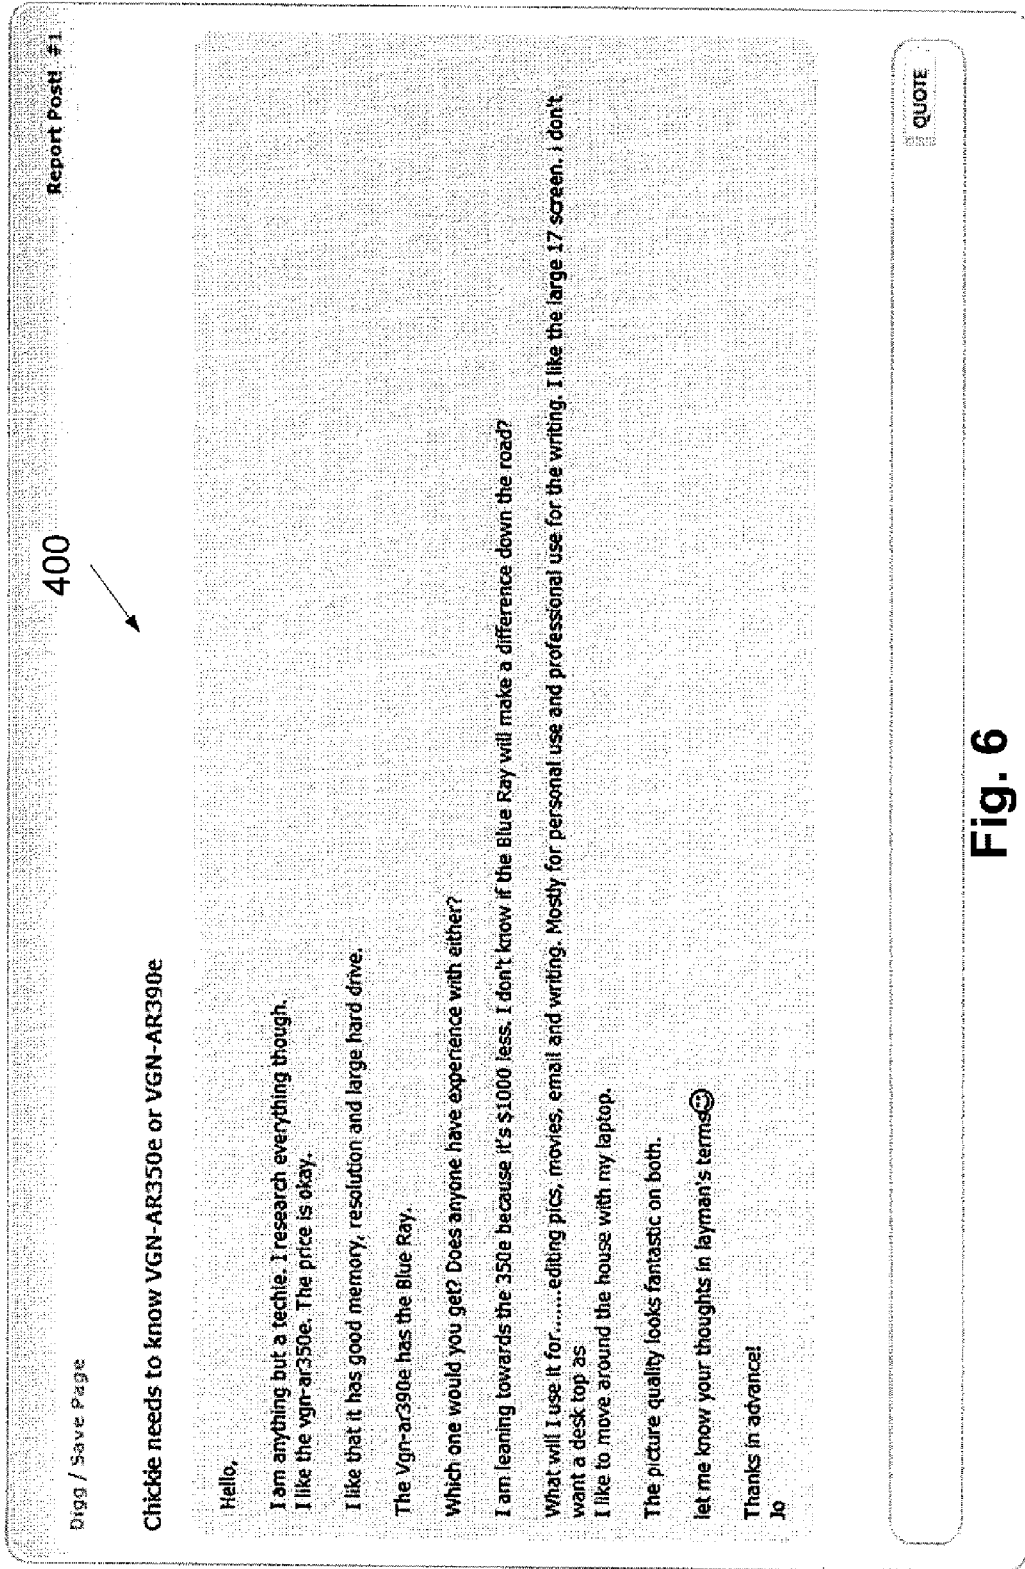 400
Digg / Save Page
Report Post! #1
Chickie needs to know VGN-AR350e or VGN-AR390e
Hello,
I am anything but a techie. I research everything though.
I like the vgn-ar350e. The price is okay.
I like that it has good memory, resolution and large hard drive.
The Vgn-ar390e has the Blue Ray.
Which one would you get? Does anyone have experience with either?
I am leaning towards the 350e because it's $1000 less. I don't know if the Blue Ray will make a difference down the road?
What will I use it for........editing pics, movies, email and writing. Mostly for personal use and professional use for the writing. I like the large 17 screen. i don't
want a desk top as
I like to move around the house with my laptop.
The picture quality looks fantastic on both.
let me know your thoughts in layman's terms
Thanks in advance!
Jo
QUOTE
Fig. 6